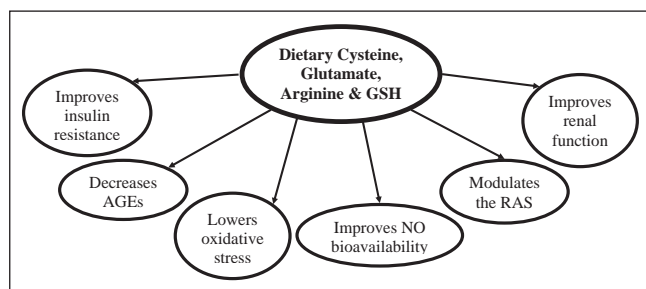 Dietary Cysteine,
Glutamate,
Arginine & GSH
Improves
insulin
resistance
Decreases
AGEs
Lowers
oxidative
stress
Improves NO
bioavailability
Modulates
the RAS
Improves
renal
function